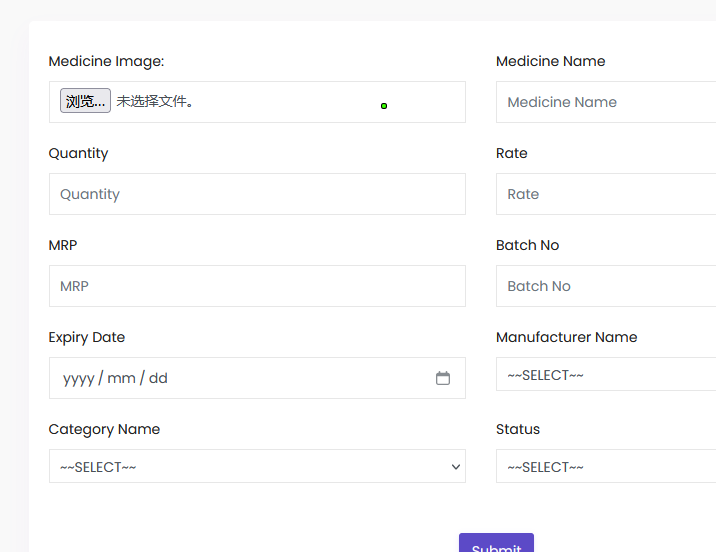 Medicine Image:
Medicine Name
浏览... 未选择文件。
Medicine Name
Quantity
Rate
Quantity
Rate
MRP
Batch No
MRP
Batch No
Expiry Date
Manufacturer Name
yyyy / mm / dd
~~SELECT~~
Category Name
Status
~~SELECT~~
~~SELECT~~
Submit